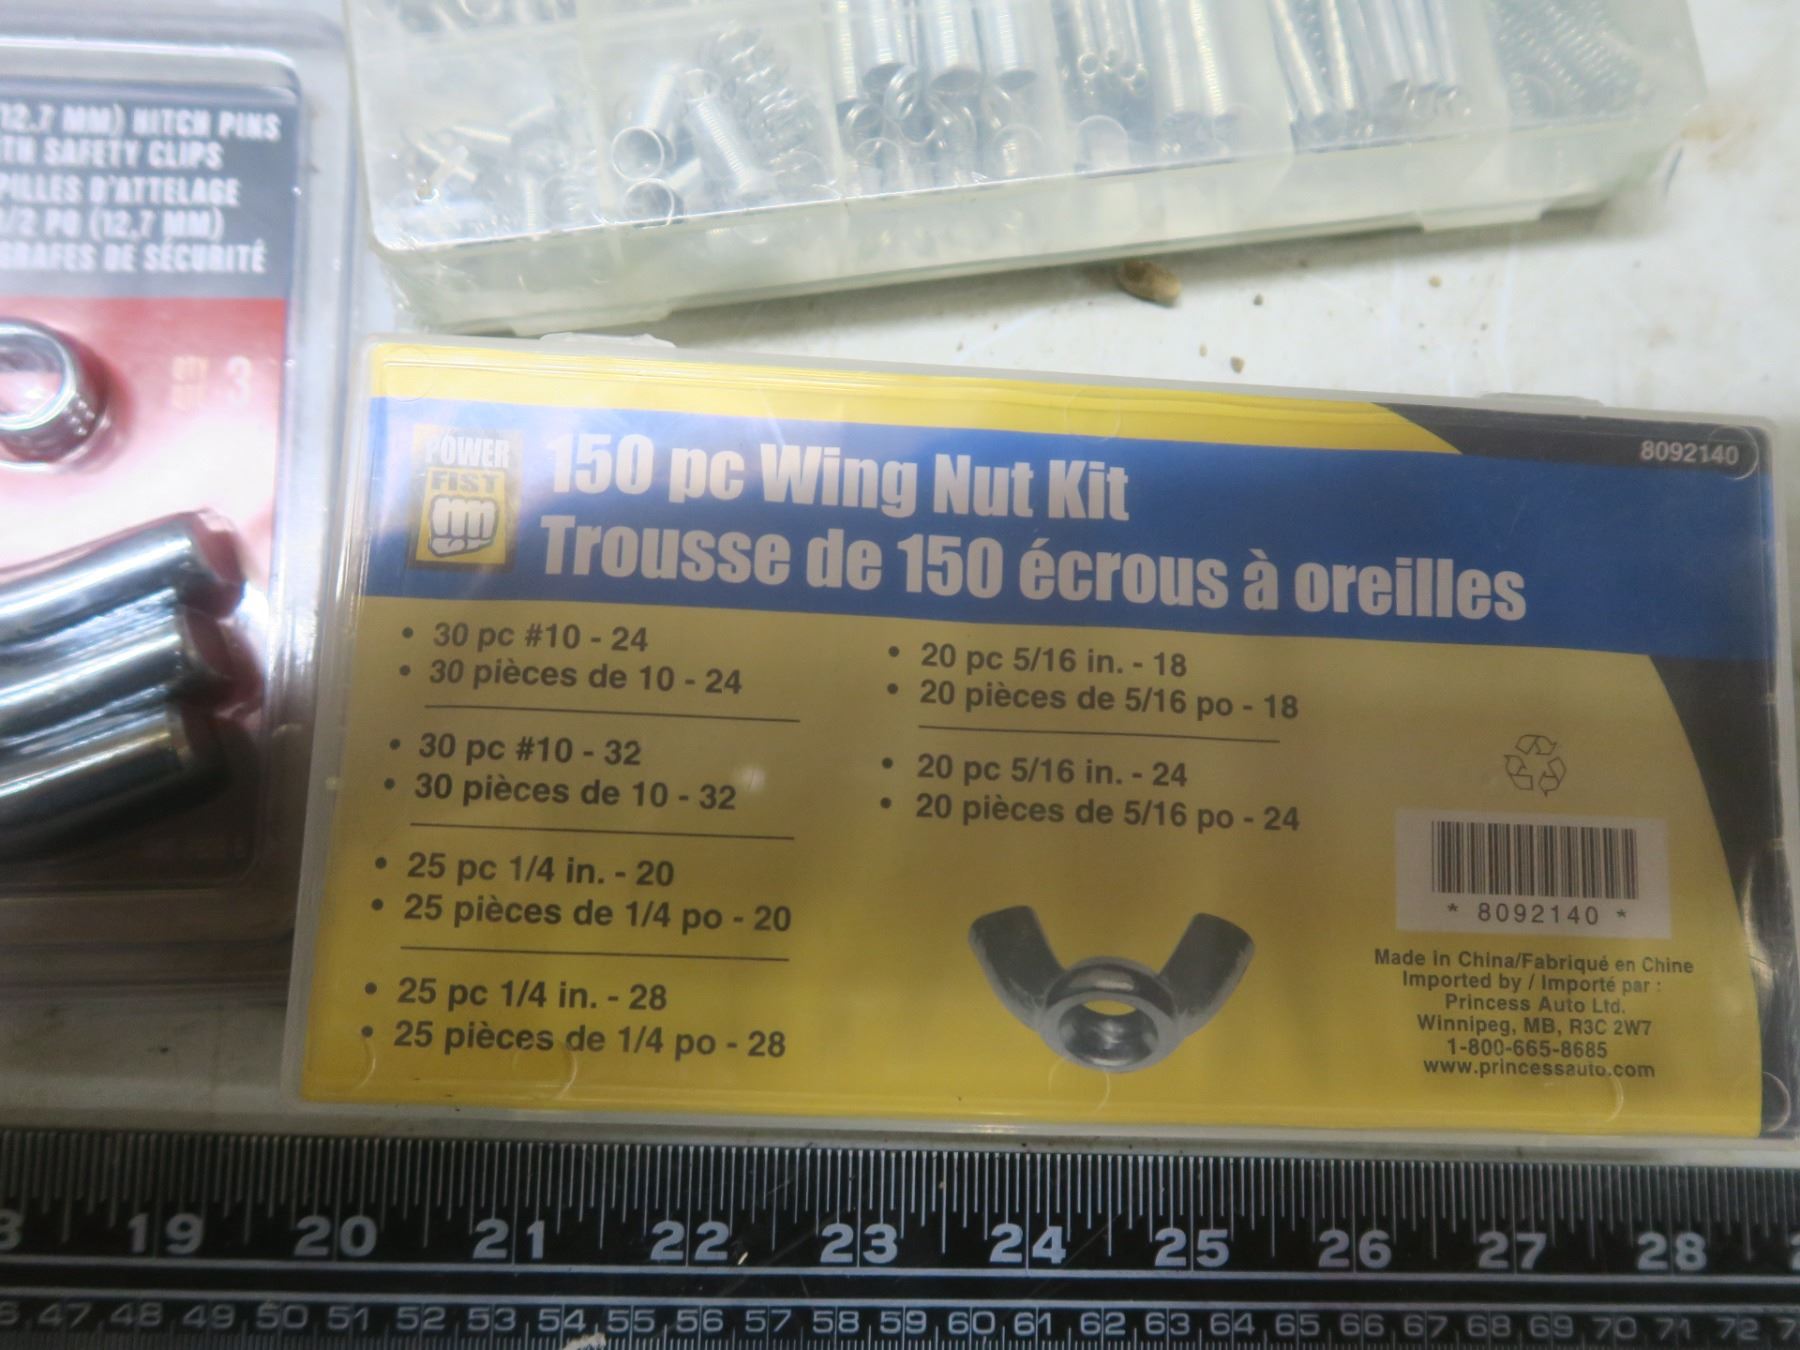 12.7 MM) HITCH PINS
TH SAFETY CLIPS
PILLES D'ATTELAGE
1/2 PO (12.7 MM)
GRAFES DE SÉCURITÉ
3
POWER
FIST
150 pc Wing Nut Kit
Trousse de 150 écrous à oreilles
8092140
• 30 pc #10 - 24
• 30 pièces de 10 - 24
• 30 pc #10 - 32
• 30 pièces de 10 - 32
• 25 pc 1/4 in. - 20
• 25 pièces de 1/4 po - 20
• 25 pc 1/4 in. - 28
• 25 pièces de 1/4 po - 28
• 20 pc 5/16 in. - 18
• 20 pièces de 5/16 po - 18
• 20 pc 5/16 in. - 24
• 20 pièces de 5/16 po - 24
* 8092140 *
Made in China/Fabriqué en Chine
Imported by / Importé par :
Princess Auto Ltd.
Winnipeg, MB, R3C 2W7
1-800-665-8685
www.princessauto.com
8 19 20 21 22 23 24 25 26 27 28
6 47 48 49 50 51 52 53 54 55 56 57 58 59 60 61 62 63 64 65 66 67 68 69 70 71 72 7